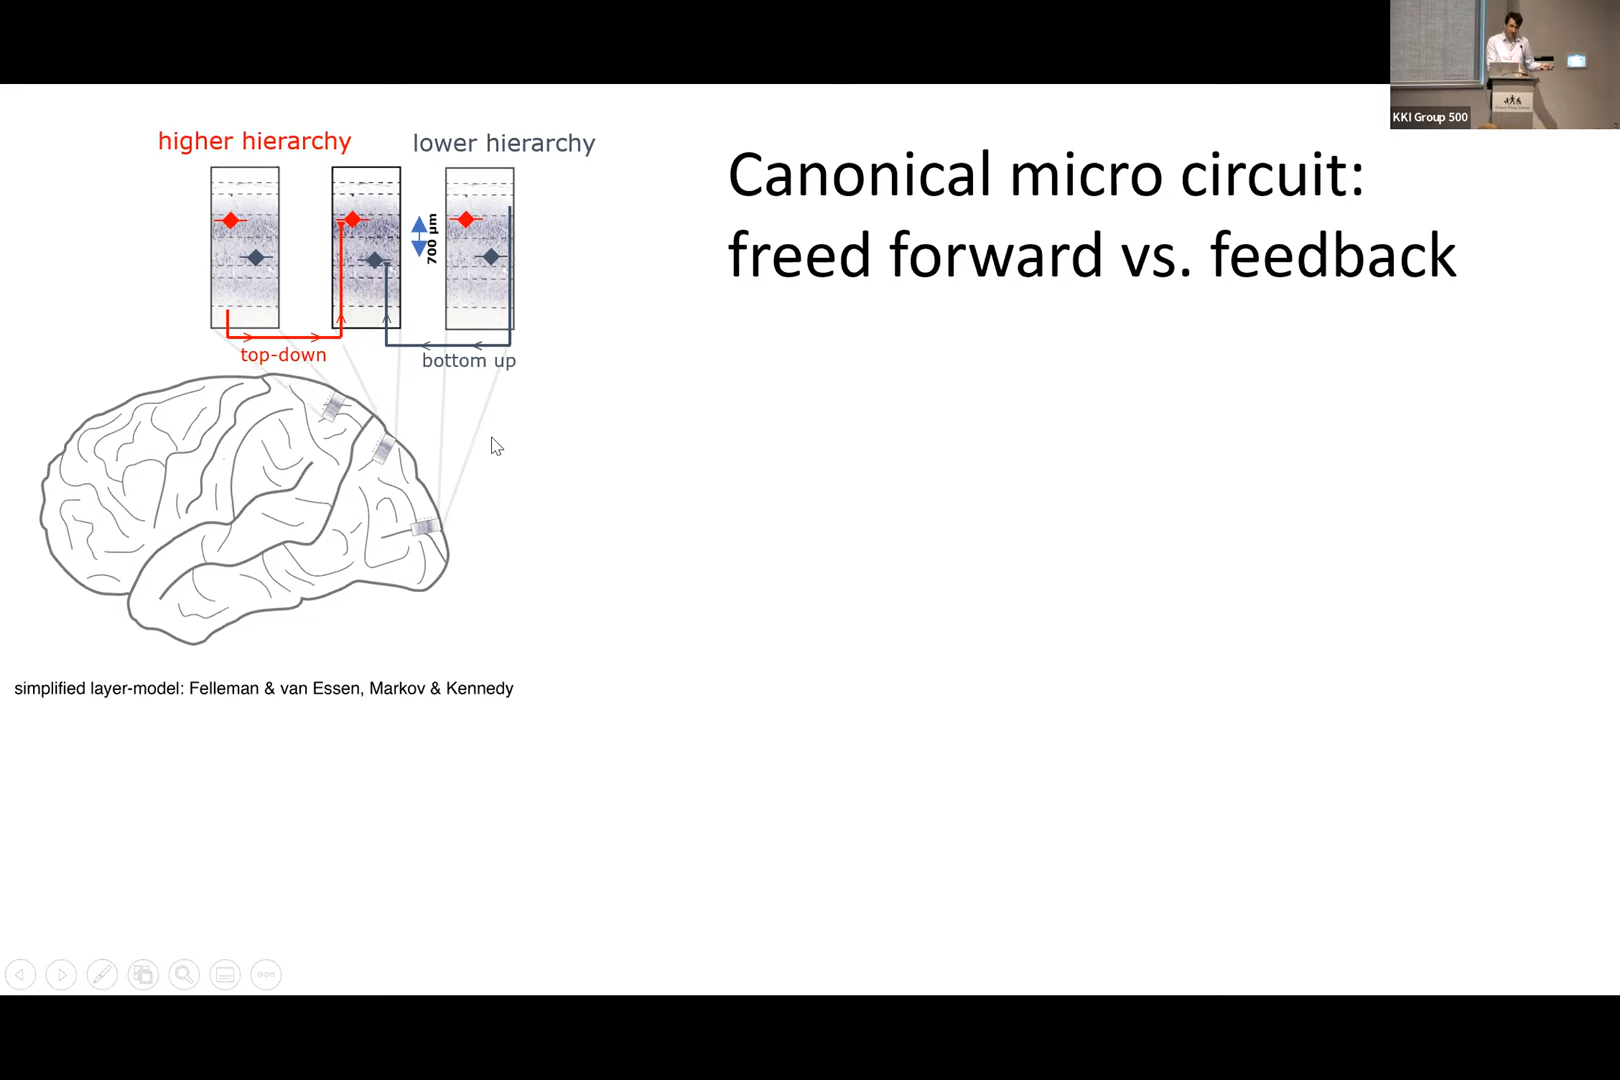 KKI Group 500
higher hierarchy
lower hierarchy
700 µm
top-down
bottom up
Canonical micro circuit:
freed forward vs. feedback
simplified layer-model: Felleman & van Essen, Markov & Kennedy